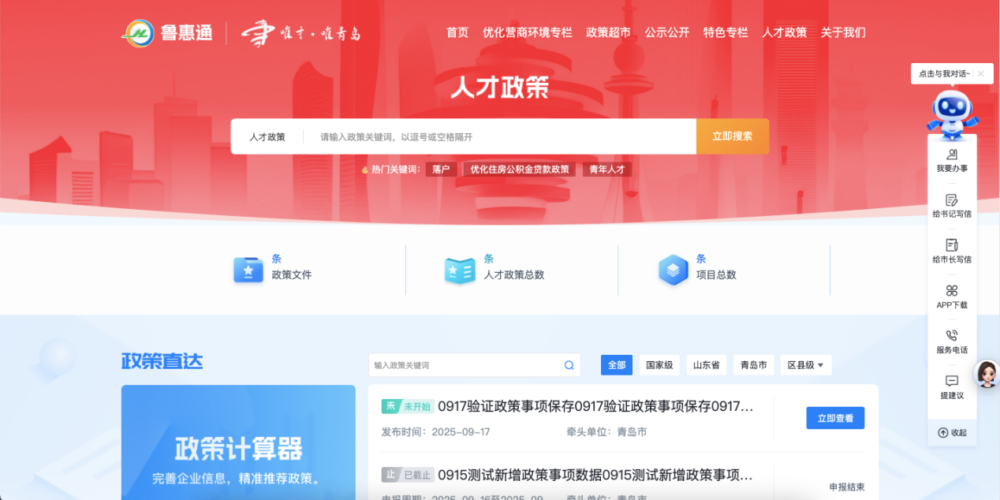 鲁惠通
唯才·唯青岛
首页 优化营商环境专栏 政策超市 公示公开 特色专栏 人才政策 关于我们
点击与我对话~
人才政策
人才政策 请输入政策关键词，以逗号或空格隔开 立即搜索
热门关键词： 落户 优化住房公积金贷款政策 青年人才
我要办事
给书记写信
给市长写信
APP下载
服务电话
提建议
收起
条
政策文件
条
人才政策总数
条
项目总数
政策直达
输入政策关键词 全部 国家级 山东省 青岛市 区县级
政策计算器
完善企业信息，精准推荐政策。
未 未开始 0917验证政策事项保存0917验证政策事项保存0917...
发布时间：2025-09-17 牵头单位：青岛市
立即查看
止 已截止 0915测试新增政策事项数据0915测试新增政策事项...
申报周期：2025-09-16至2025-09 牵头单位：青岛市
申报结束